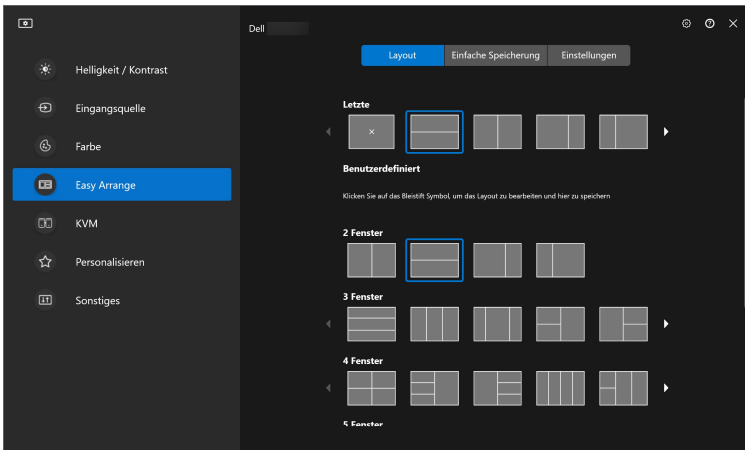 Dell
Layout
Einfache Speicherung
Einstellungen
Helligkeit / Kontrast
Eingangsquelle
Farbe
Easy Arrange
KVM
Personalisieren
Sonstiges
Letzte
Benutzerdefiniert
Klicken Sie auf das Bleistift Symbol, um das Layout zu bearbeiten und hier zu speichern
2 Fenster
3 Fenster
4 Fenster
5 Fenster